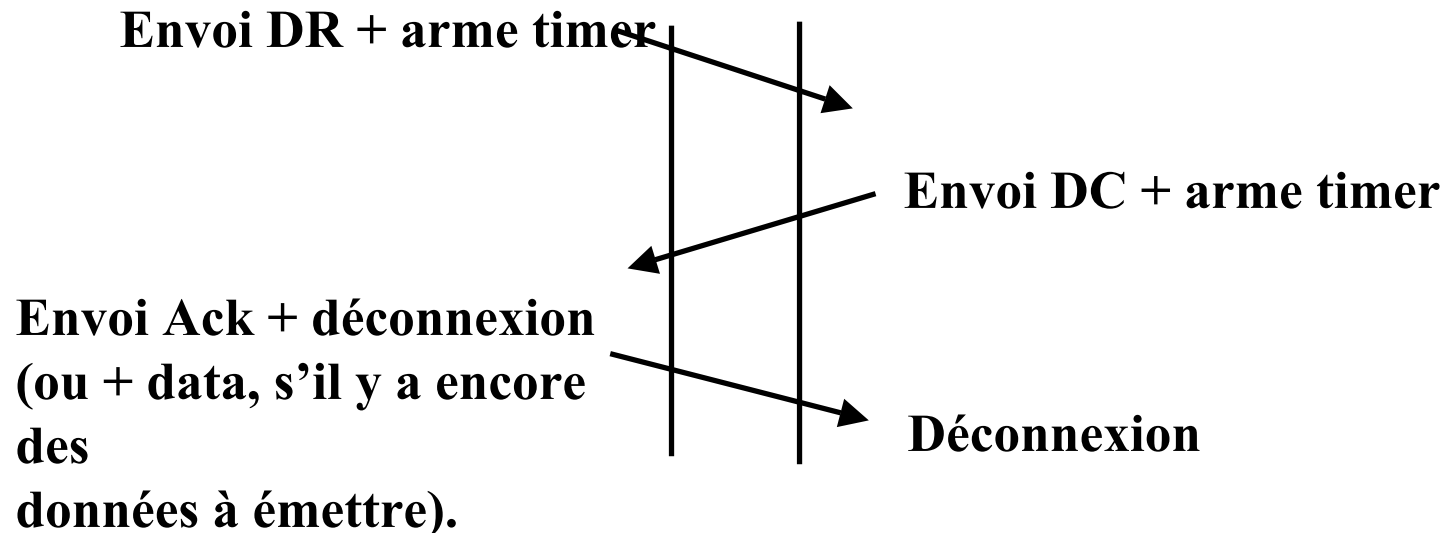 Envoi DR + arme timer
Envoi DC + arme timer
Envoi Ack + déconnexion
(ou + data, s’il y a encore
des
données à émettre).
Déconnexion